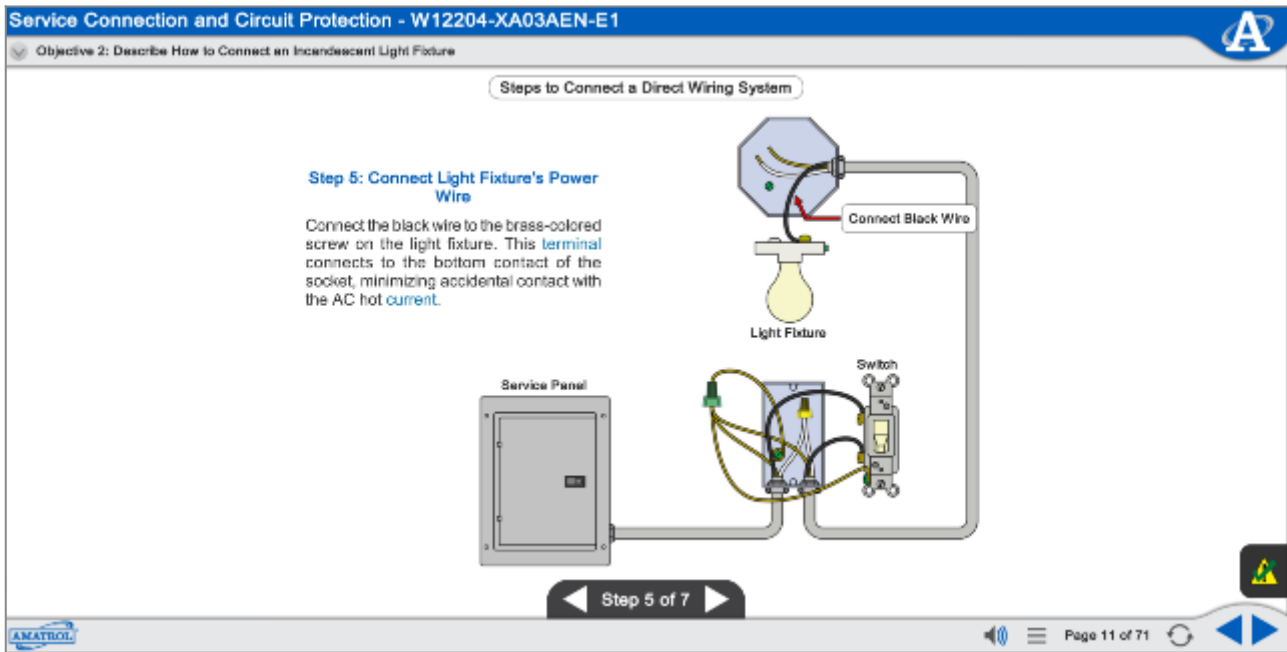 Service Connection and Circuit Protection - W12204-XA03AEN-E1
A
Objective 2: Describe How to Connect an Incandescent Light Fixture
Steps to Connect a Direct Wiring System
Step 5: Connect Light Fixture's Power
Wire
Connect the black wire to the brass-colored
screw on the light fixture. This terminal
connects to the bottom contact of the
socket, minimizing accidental contact with
the AC hot current.
Connect Black Wire
Light Fixture
Switch
Service Panel
Step 5 of 7
AMATROL
Page 11 of 71